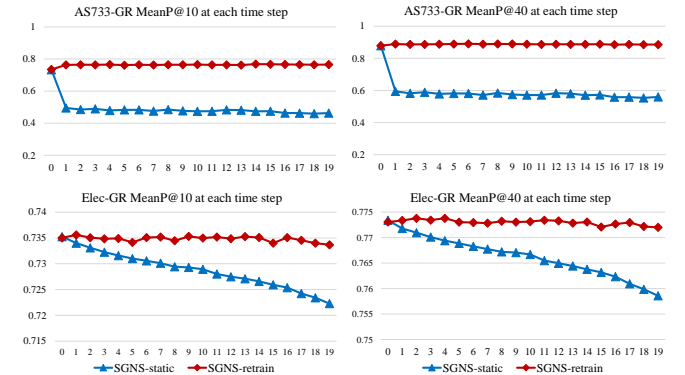 AS733-GR MeanP@10 at each time step
1
0.8
0.6
0.4
0.2
0 1 2 3 4 5 6 7 8 9 10 11 12 13 14 15 16 17 18 19
AS733-GR MeanP@40 at each time step
1
0.8
0.6
0.4
0.2
0 1 2 3 4 5 6 7 8 9 10 11 12 13 14 15 16 17 18 19
Elec-GR MeanP@10 at each time step
0.74
0.735
0.73
0.725
0.72
0.715
0 1 2 3 4 5 6 7 8 9 10 11 12 13 14 15 16 17 18 19
SGNS-static SGNS-retrain
Elec-GR MeanP@40 at each time step
0.775
0.77
0.765
0.76
0.755
0.75
0 1 2 3 4 5 6 7 8 9 10 11 12 13 14 15 16 17 18 19
SGNS-static SGNS-retrain